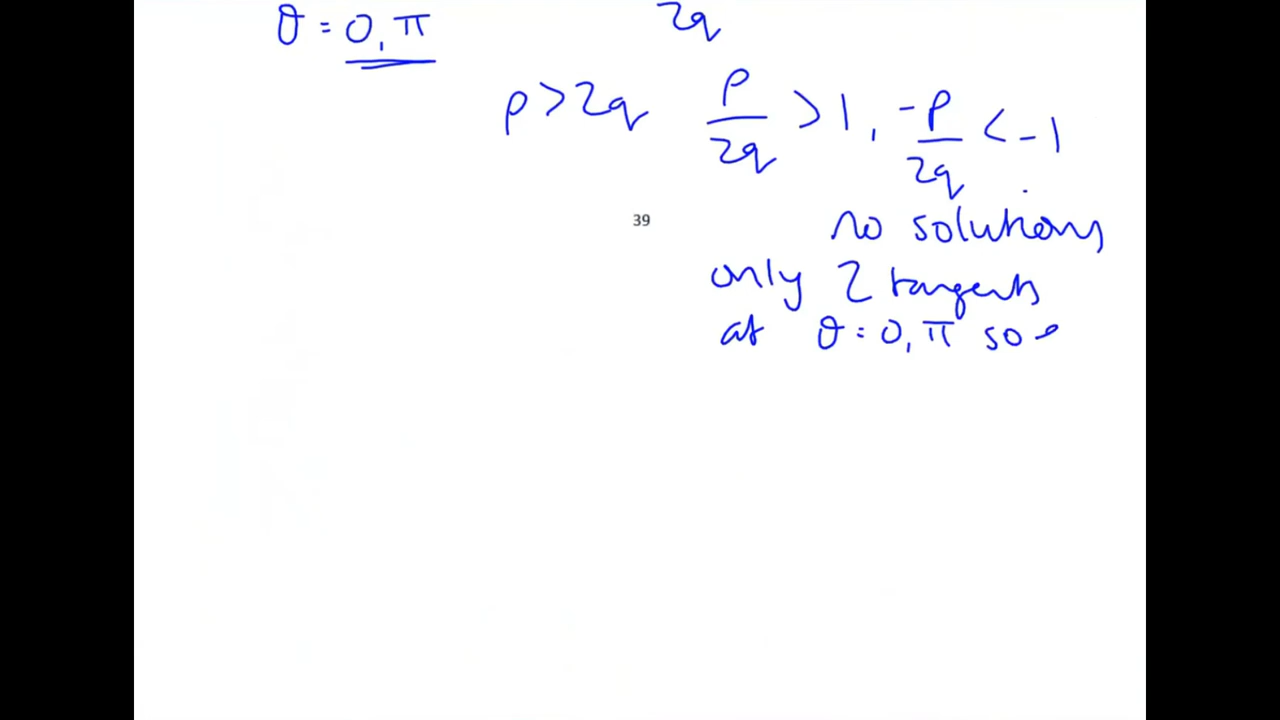 θ = 0, π
2q
p > 2q   p/2q > 1, -p/2q < -1
39
no solutions
only 2 tangents
at θ = 0, π so